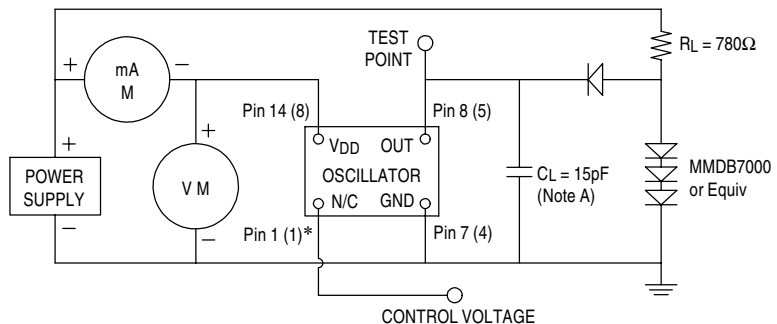 TEST
POINT
RL = 780Ω
+
mA
M
−
Pin 14 (8)
Pin 8 (5)
+
+
VDD
OUT
POWER
SUPPLY
V M
OSCILLATOR
CL = 15pF
(Note A)
MMDB7000
or Equiv
N/C
GND
−
−
Pin 1 (1)*
Pin 7 (4)
CONTROL VOLTAGE